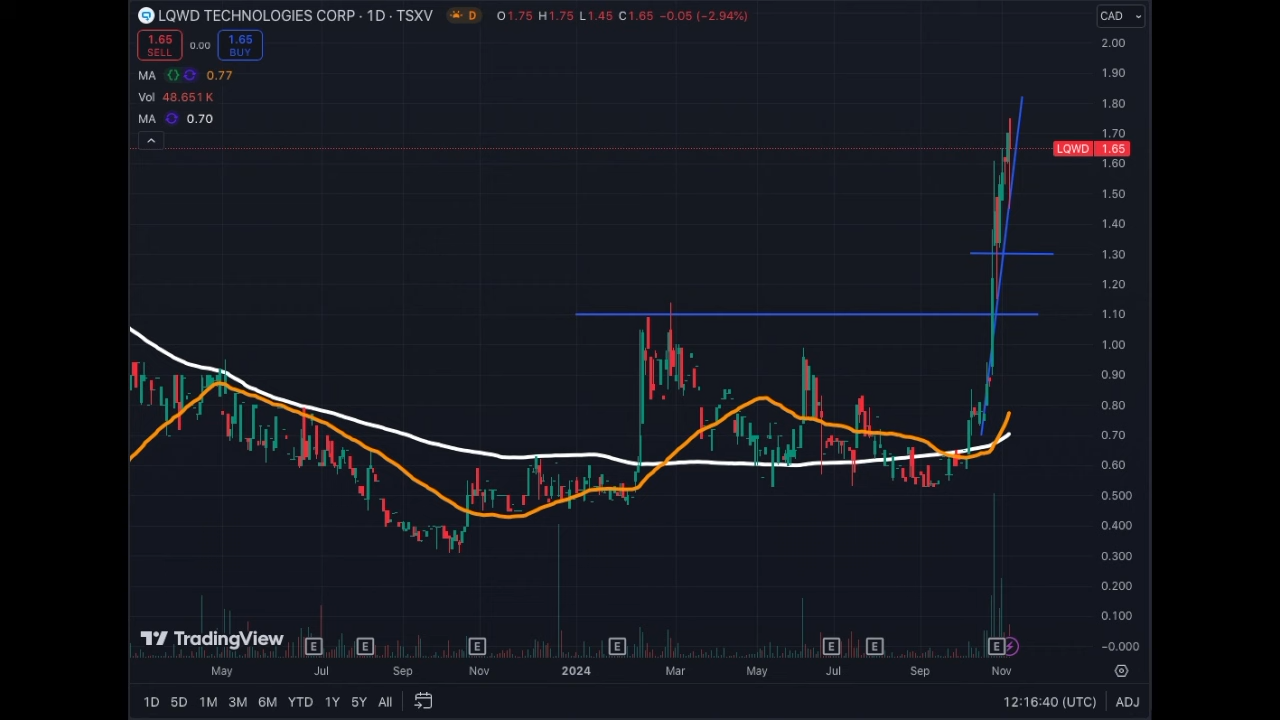 LQWD TECHNOLOGIES CORP · 1D · TSXV D O1.75 H1.75 L1.45 C1.65 −0.05 (−2.94%) CAD
1.65 SELL 0.00 1.65 BUY
MA 0.77
Vol 48.651 K
MA 0.70
2.00
1.90
1.80
1.70
LQWD 1.65
1.60
1.50
1.40
1.30
1.20
1.10
1.00
0.90
0.80
0.70
0.60
0.500
0.400
0.300
0.200
0.100
−0.000
TradingView
E E E E E E E
May Jul Sep Nov 2024 Mar May Jul Sep Nov
1D 5D 1M 3M 6M YTD 1Y 5Y All 12:16:40 (UTC) ADJ